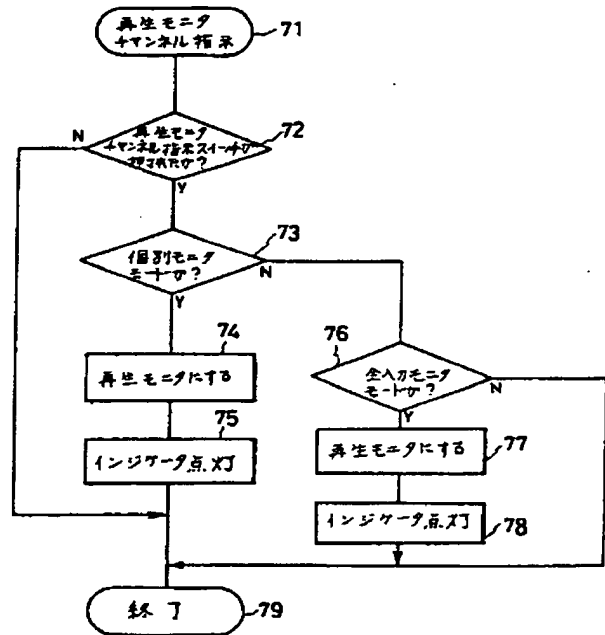 再生モニタ
チャンネル指示
71
N
再生モニタ
チャンネル指示スイッチが
押されたか?
72
Y
73
個別モニタ
モードか?
N
Y
76
74
再生モニタにする
全入力モニタ
モードか?
N
Y
75
インジケータ点灯
再生モニタにする
77
インジケータ点灯
78
終了
79